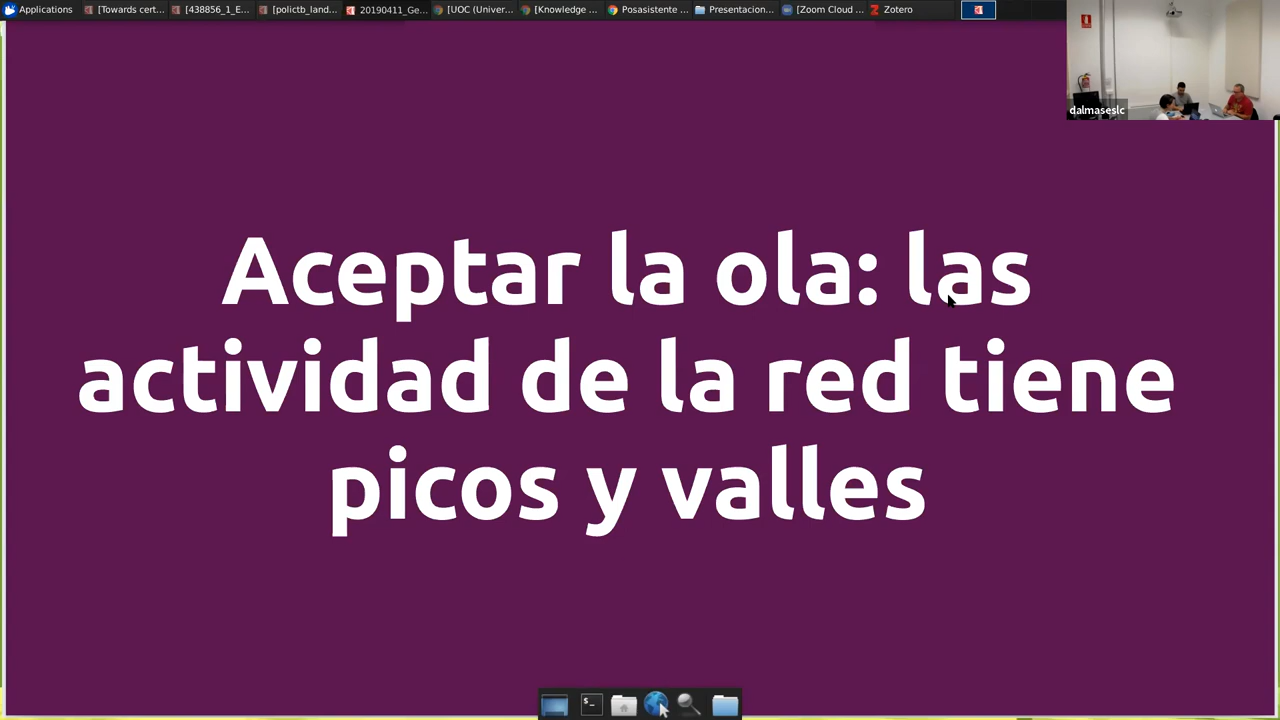 Applications
[Towards cert...
[438856_1_E...
[polictb_land...
20190411_Ge...
[UOC (Univer...
[Knowledge ...
Posasistente ...
Presentacion...
[Zoom Cloud ...
Zotero
dalmaseslc
Aceptar la ola: las
actividad de la red tiene
picos y valles